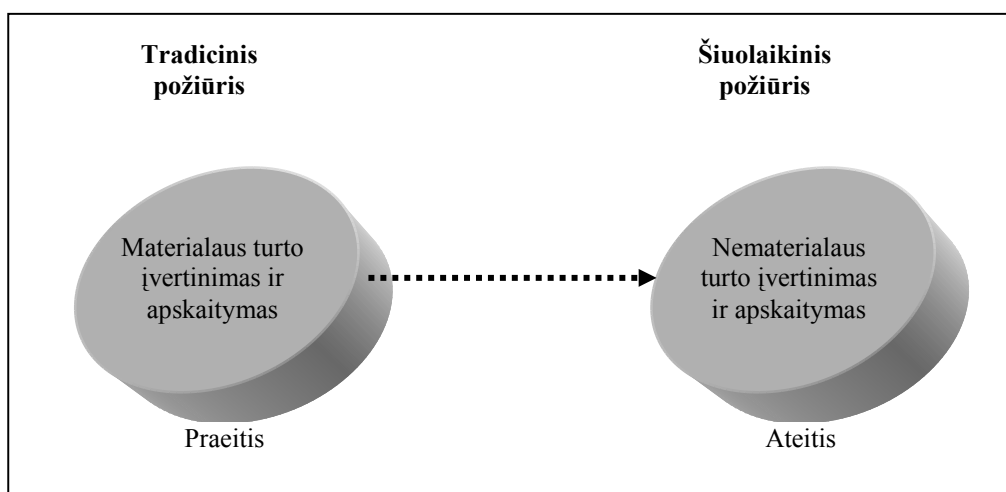 Tradicinis
požiūris
Šiuolaikinis
požiūris
Materialaus turto
įvertinimas ir
apskaitymas
Nematerialaus
turto įvertinimas
ir apskaitymas
Praeitis
Ateitis